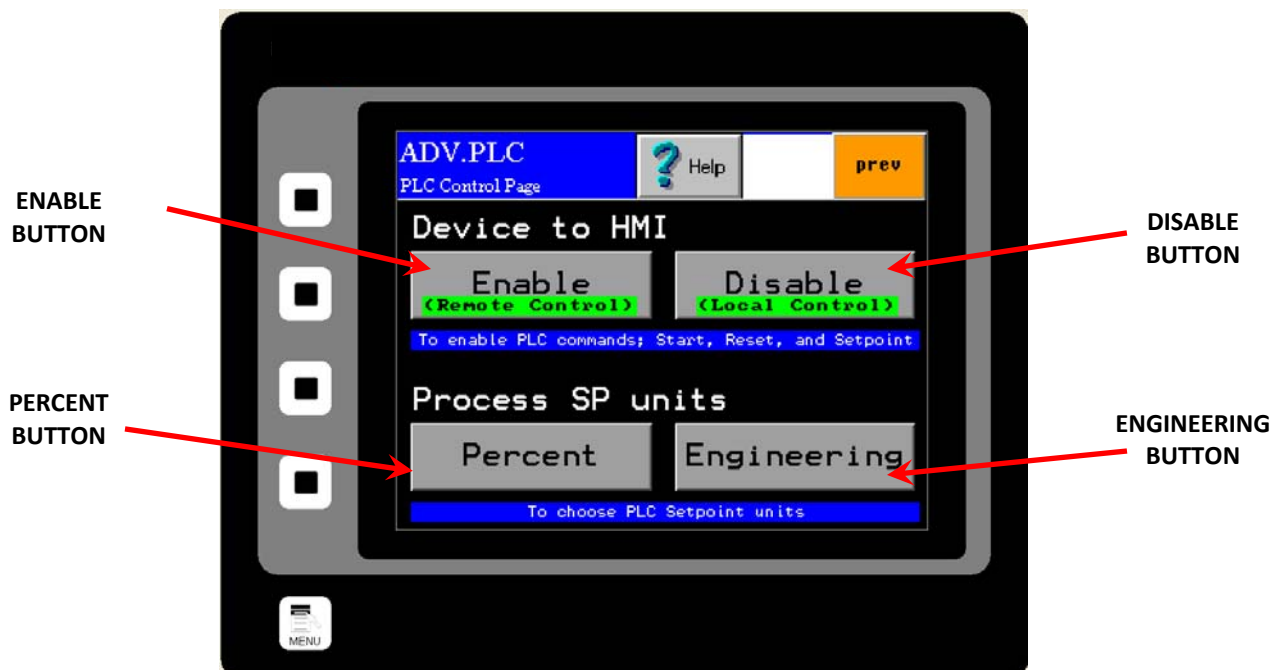 ADV.PLC
PLC Control Page
Help
prev
ENABLE
BUTTON
Device to HMI
DISABLE
BUTTON
Enable
(Remote Control)
Disable
(Local Control)
To enable PLC commands; Start, Reset, and Setpoint
PERCENT
BUTTON
Process SP units
ENGINEERING
BUTTON
Percent
Engineering
To choose PLC Setpoint units
MENU